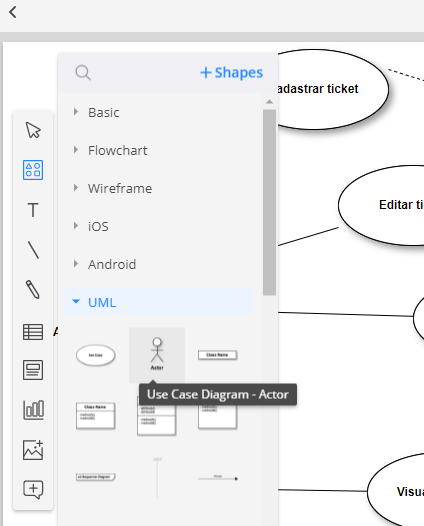 + Shapes
adastrar ticket
Basic
Flowchart
Wireframe
Editar ti
iOS
Android
UML
A
Use Case
Actor
Class Name
Use Case Diagram - Actor
Class Name
Visua